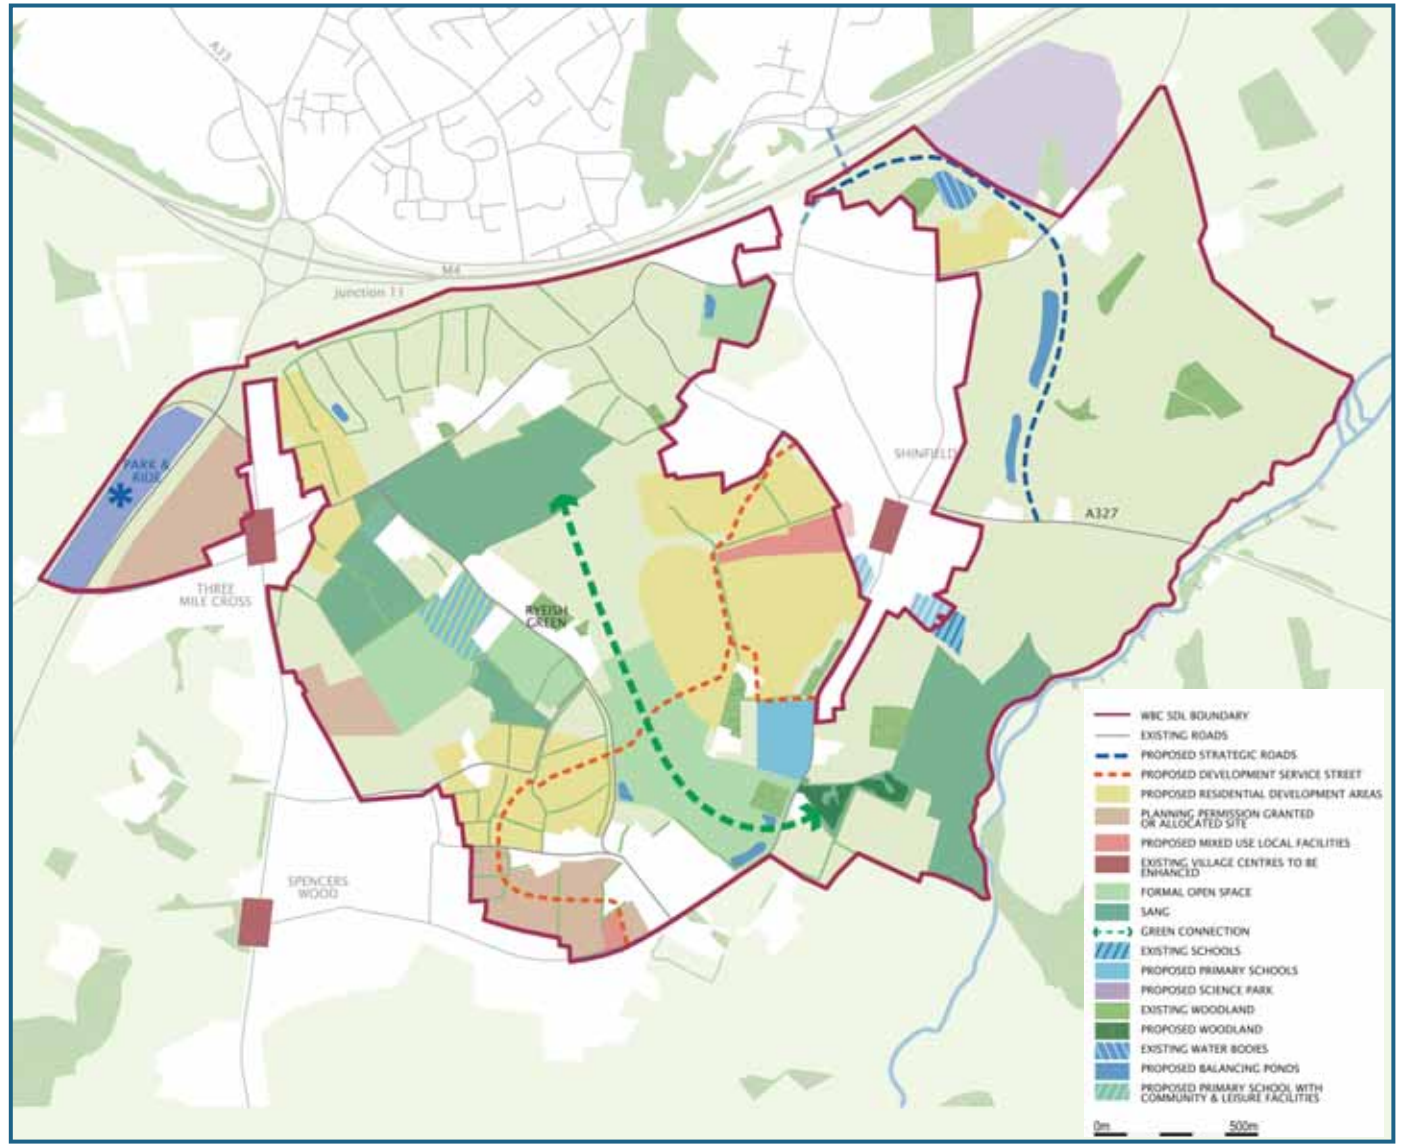 A33
M4
Junction 11
PARK &
RIDE
SHINFIELD
A327
THREE
MILE CROSS
RYEISH
GREEN
SPENCERS
WOOD
WBC SDL BOUNDARY
EXISTING ROADS
PROPOSED STRATEGIC ROADS
PROPOSED DEVELOPMENT SERVICE STREET
PROPOSED RESIDENTIAL DEVELOPMENT AREAS
PLANNING PERMISSION GRANTED
OR ALLOCATED SITE
PROPOSED MIXED USE LOCAL FACILITIES
EXISTING VILLAGE CENTRES TO BE
ENHANCED
FORMAL OPEN SPACE
SANG
GREEN CONNECTION
EXISTING SCHOOLS
PROPOSED PRIMARY SCHOOLS
PROPOSED SCIENCE PARK
EXISTING WOODLAND
PROPOSED WOODLAND
EXISTING WATER BODIES
PROPOSED BALANCING PONDS
PROPOSED PRIMARY SCHOOL WITH
COMMUNITY & LEISURE FACILITIES
0m 500m